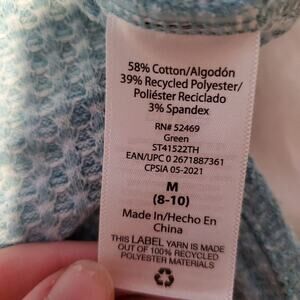 58% Cotton/Algodón
39% Recycled Polyester/
Poliéster Reciclado
3% Spandex
RN# 52469
Green
ST41522TH
EAN/UPC 0 2671887361
CPSIA 05-2021
M
(8-10)
Made In/Hecho En
China
THIS LABEL YARN IS MADE
OUT OF 100% RECYCLED
POLYESTER MATERIALS